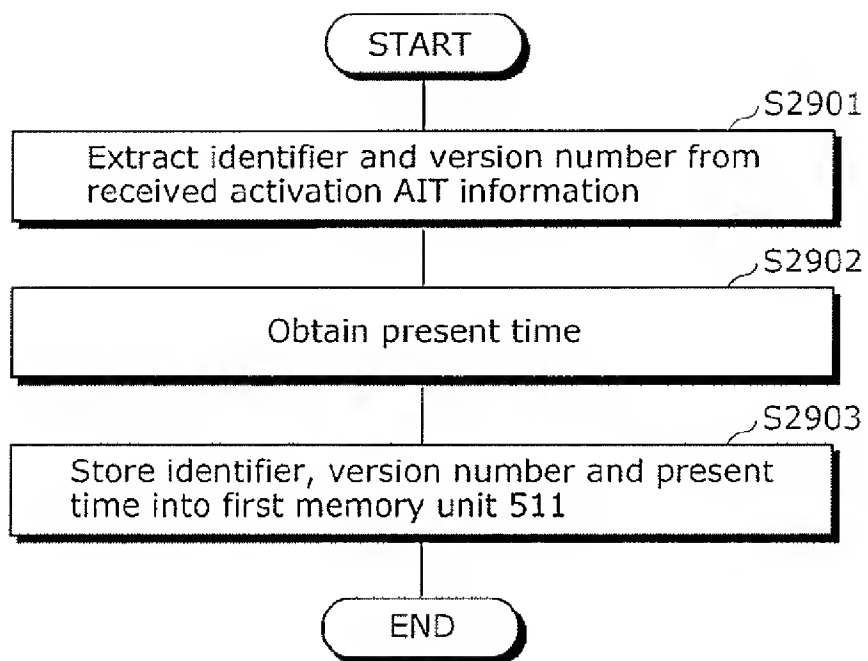 START
S2901
Extract identifier and version number from
received activation AIT information
S2902
Obtain present time
S2903
Store identifier, version number and present
time into first memory unit 511
END